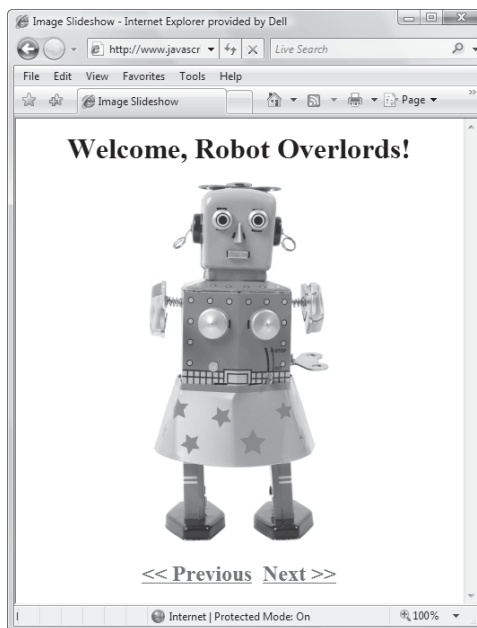 Image Slideshow - Internet Explorer provided by Dell
http://www.javascr
Live Search
File Edit View Favorites Tools Help
Image Slideshow
Page
Welcome, Robot Overlords!
<< Previous Next >>
Internet | Protected Mode: On
100%